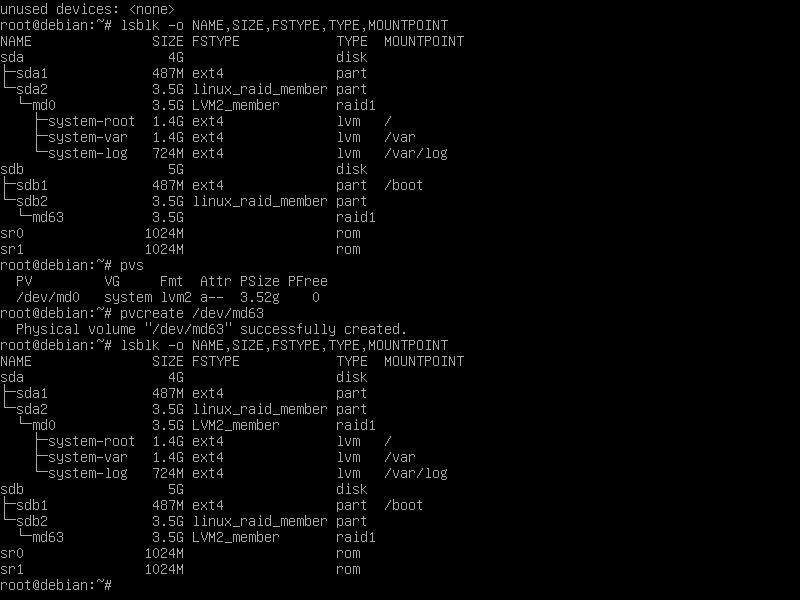 unused devices: <none>
root@debian:~# lsblk -o NAME,SIZE,FSTYPE,TYPE,MOUNTPOINT
NAME               SIZE FSTYPE            TYPE  MOUNTPOINT
sda                  4G                   disk
├─sda1             487M ext4              part
└─sda2             3.5G linux_raid_member part
  └─md0            3.5G LVM2_member       raid1
    ├─system-root  1.4G ext4              lvm   /
    ├─system-var   1.4G ext4              lvm   /var
    └─system-log   724M ext4              lvm   /var/log
sdb                  5G                   disk
├─sdb1             487M ext4              part  /boot
└─sdb2             3.5G linux_raid_member part
  └─md63           3.5G                   raid1
sr0               1024M                   rom
sr1               1024M                   rom
root@debian:~# pvs
  PV         VG     Fmt  Attr PSize PFree
  /dev/md0   system lvm2 a--  3.52g    0
root@debian:~# pvcreate /dev/md63
  Physical volume "/dev/md63" successfully created.
root@debian:~# lsblk -o NAME,SIZE,FSTYPE,TYPE,MOUNTPOINT
NAME               SIZE FSTYPE            TYPE  MOUNTPOINT
sda                  4G                   disk
├─sda1             487M ext4              part
└─sda2             3.5G linux_raid_member part
  └─md0            3.5G LVM2_member       raid1
    ├─system-root  1.4G ext4              lvm   /
    ├─system-var   1.4G ext4              lvm   /var
    └─system-log   724M ext4              lvm   /var/log
sdb                  5G                   disk
├─sdb1             487M ext4              part  /boot
└─sdb2             3.5G linux_raid_member part
  └─md63           3.5G LVM2_member       raid1
sr0               1024M                   rom
sr1               1024M                   rom
root@debian:~#